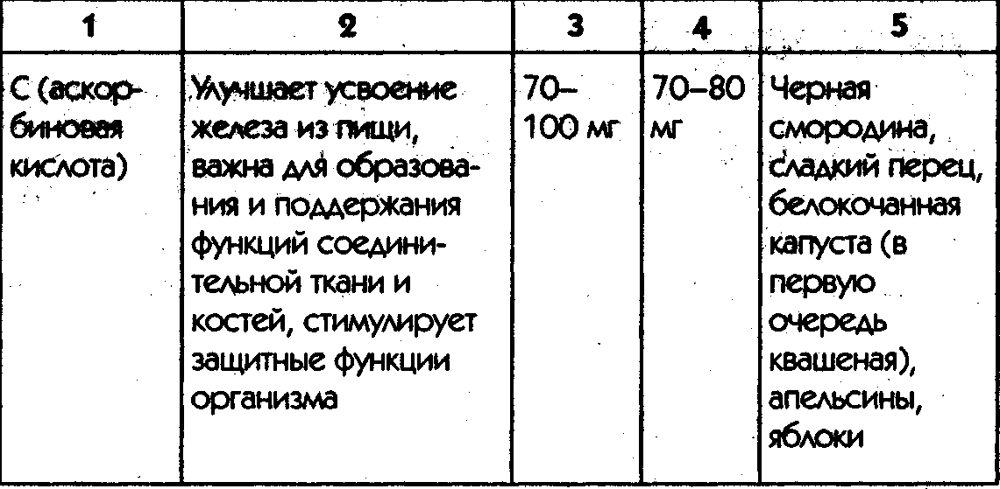 1 2 3 4 5
С (аскор-
биновая
кислота)
Улучшает усвоение
железа из пищи,
важна для образова-
ния и поддержания
функций соедини-
тельной ткани и
костей, стимулирует
защитные функции
организма
70–
100 мг
70–80
мг
Черная
смородина,
сладкий перец,
белокочанная
капуста (в
первую
очередь
квашеная),
апельсины,
яблоки